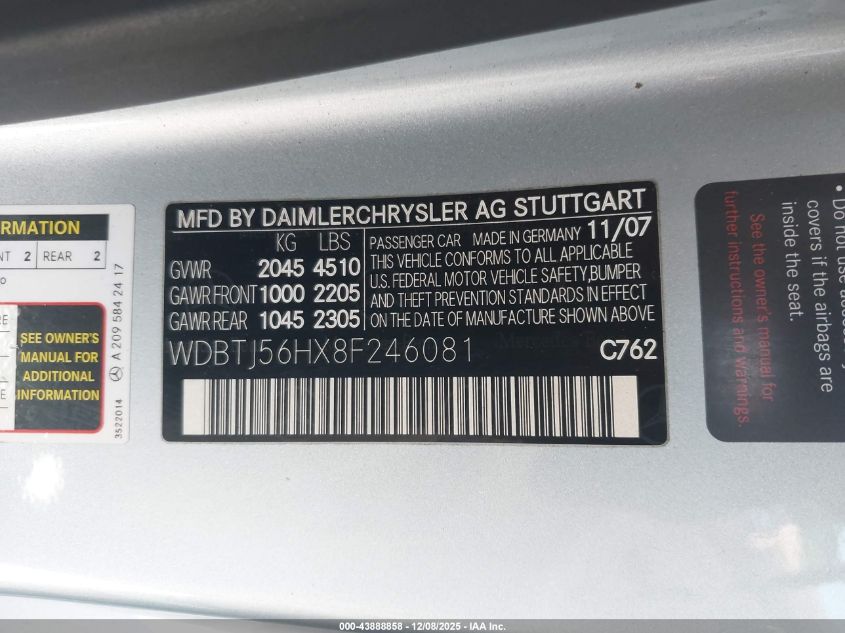 RMATION
NT 2 REAR 2
SEE OWNER'S
MANUAL FOR
ADDITIONAL
INFORMATION
A 209 584 24 17
3522014
MFD BY DAIMLERCHRYSLER AG STUTTGART
KG LBS
11/07
GVWR 2045 4510
GAWR FRONT 1000 2205
GAWR REAR 1045 2305
PASSENGER CAR MADE IN GERMANY
THIS VEHICLE CONFORMS TO ALL APPLICABLE
U.S. FEDERAL MOTOR VEHICLE SAFETY,BUMPER
AND THEFT PREVENTION STANDARDS IN EFFECT
ON THE DATE OF MANUFACTURE SHOWN ABOVE
WDBTJ56HX8F246081
C762
See the owner's manual for
further instructions and warnings.
covers if the airbags are
inside the seat.
000-43888858 - 12/08/2025 - IAA Inc.